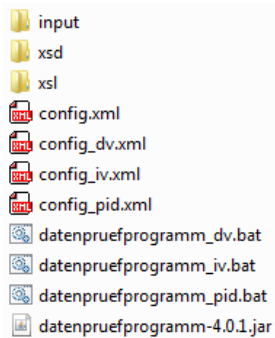 input
xsd
xsl
config.xml
config_dv.xml
config_iv.xml
config_pid.xml
datenpruefprogramm_dv.bat
datenpruefprogramm_iv.bat
datenpruefprogramm_pid.bat
datenpruefprogramm-4.0.1.jar